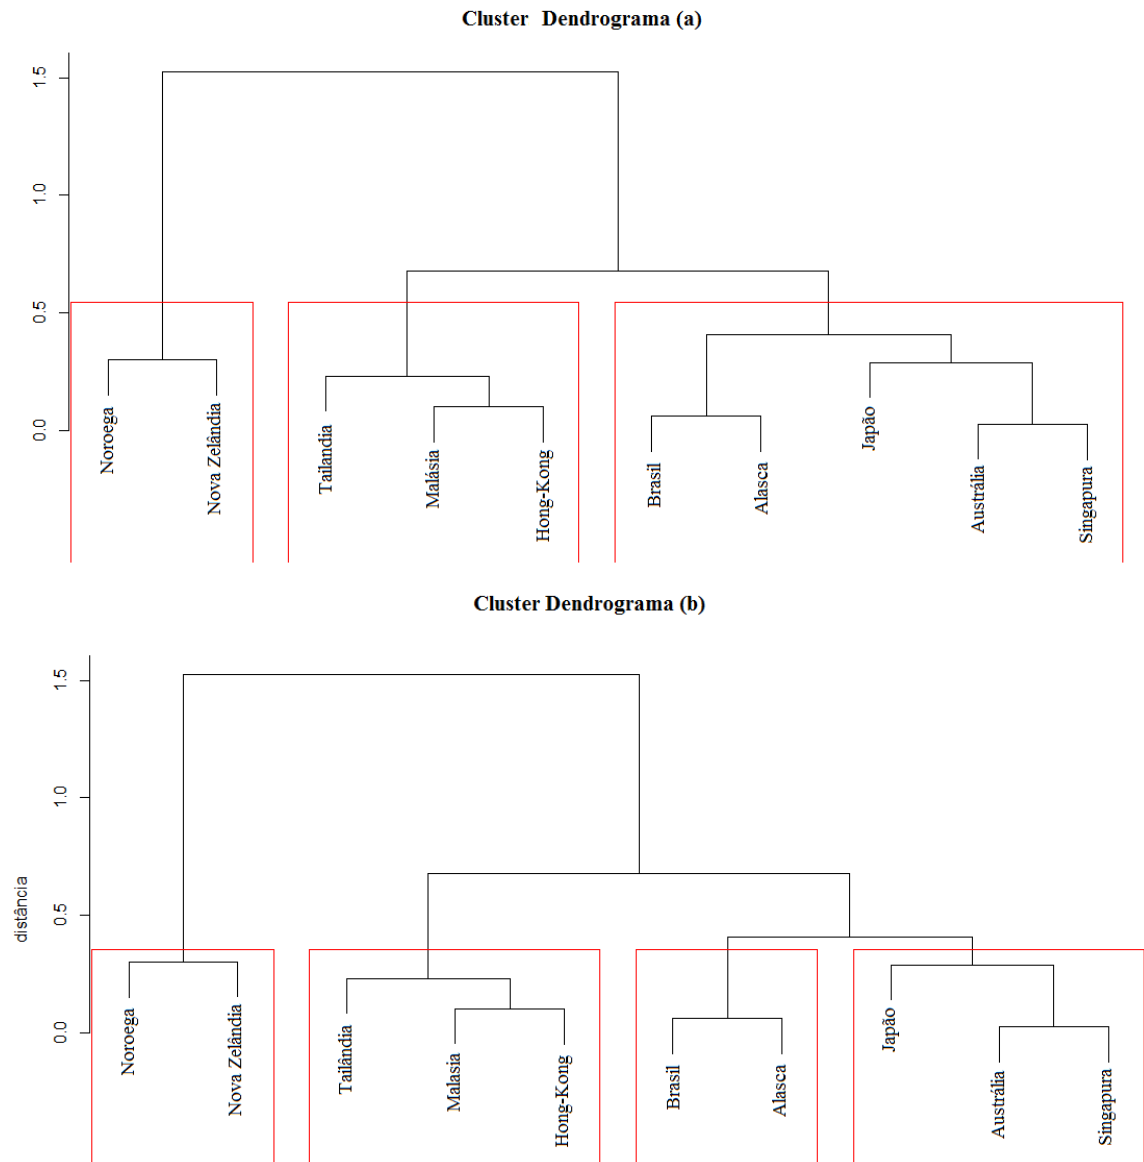 Cluster Dendrograma (a)
1.5
1.0
0.5
0.0
Noroega
Nova Zelândia
Tailandia
Malásia
Hong-Kong
Brasil
Alasca
Japão
Austrália
Singapura
Cluster Dendrograma (b)
distância
1.5
1.0
0.5
0.0
Noroega
Nova Zelândia
Tailândia
Malasia
Hong-Kong
Brasil
Alasca
Japão
Austrália
Singapura